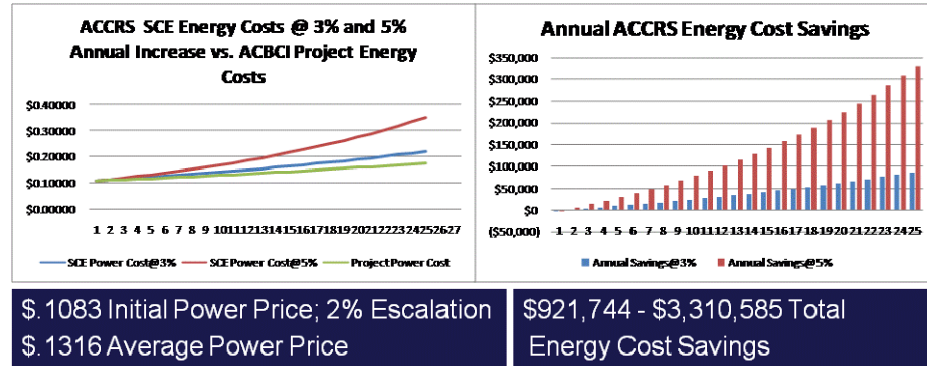 ACCRS SCE Energy Costs @ 3% and 5%
Annual Increase vs. ACBCI Project Energy
Costs
$0.40000
$0.30000
$0.20000
$0.10000
$0.00000
1 2 3 4 5 6 7 8 9 10 11 12 13 14 15 16 17 18 19 20 21 22 23 24 25 26 27
SCE Power Cost@3% SCE Power Cost@5% Project Power Cost
Annual ACCRS Energy Cost Savings
$350,000
$300,000
$250,000
$200,000
$150,000
$100,000
$50,000
$0
($50,000)
1 2 3 4 5 6 7 8 9 10 11 12 13 14 15 16 17 18 19 20 21 22 23 24 25
Annual Savings@3% Annual Savings@5%
$.1083 Initial Power Price; 2% Escalation
$.1316 Average Power Price
$921,744 - $3,310,585 Total
Energy Cost Savings